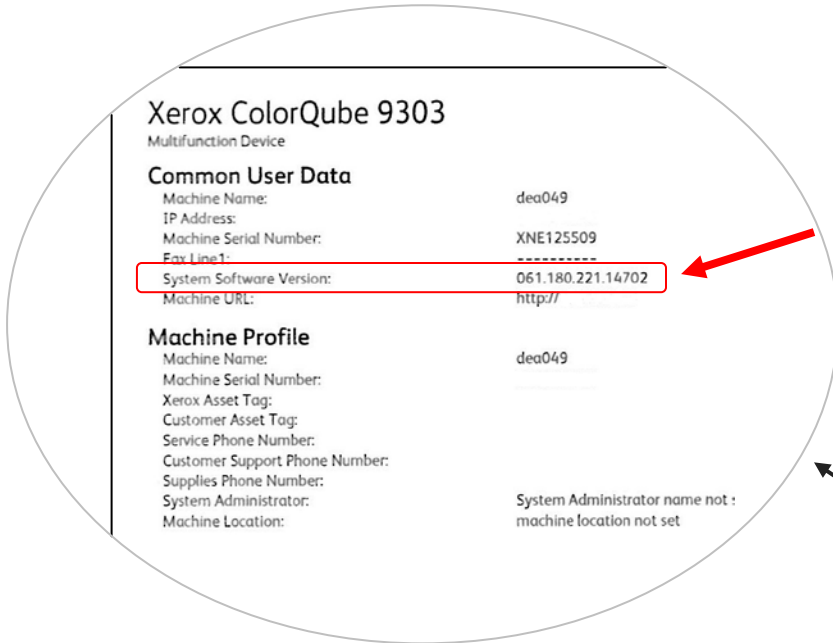 Xerox ColorQube 9303
Multifunction Device
Common User Data
Machine Name: dea049
IP Address:
Machine Serial Number: XNE125509
Fax Line1: ----------
System Software Version: 061.180.221.14702
Machine URL: http://
Machine Profile
Machine Name: dea049
Machine Serial Number:
Xerox Asset Tag:
Customer Asset Tag:
Service Phone Number:
Customer Support Phone Number:
Supplies Phone Number:
System Administrator: System Administrator name not
Machine Location: machine location not set